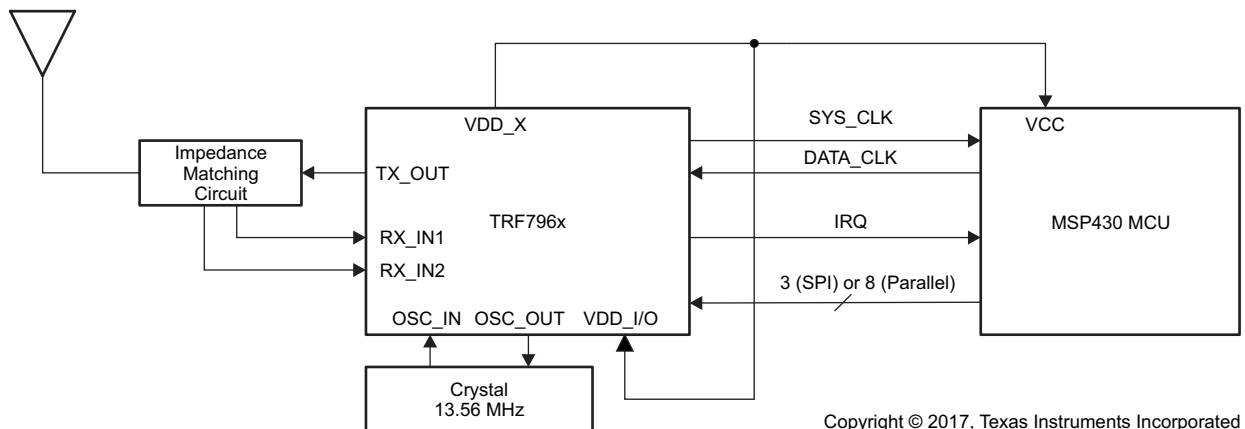 VDD_X
VCC
SYS_CLK
DATA_CLK
Impedance
Matching
Circuit
TX_OUT
TRF796x
MSP430 MCU
IRQ
RX_IN1
RX_IN2
3 (SPI) or 8 (Parallel)
OSC_IN
OSC_OUT
VDD_I/O
Crystal
13.56 MHz
Copyright © 2017, Texas Instruments Incorporated